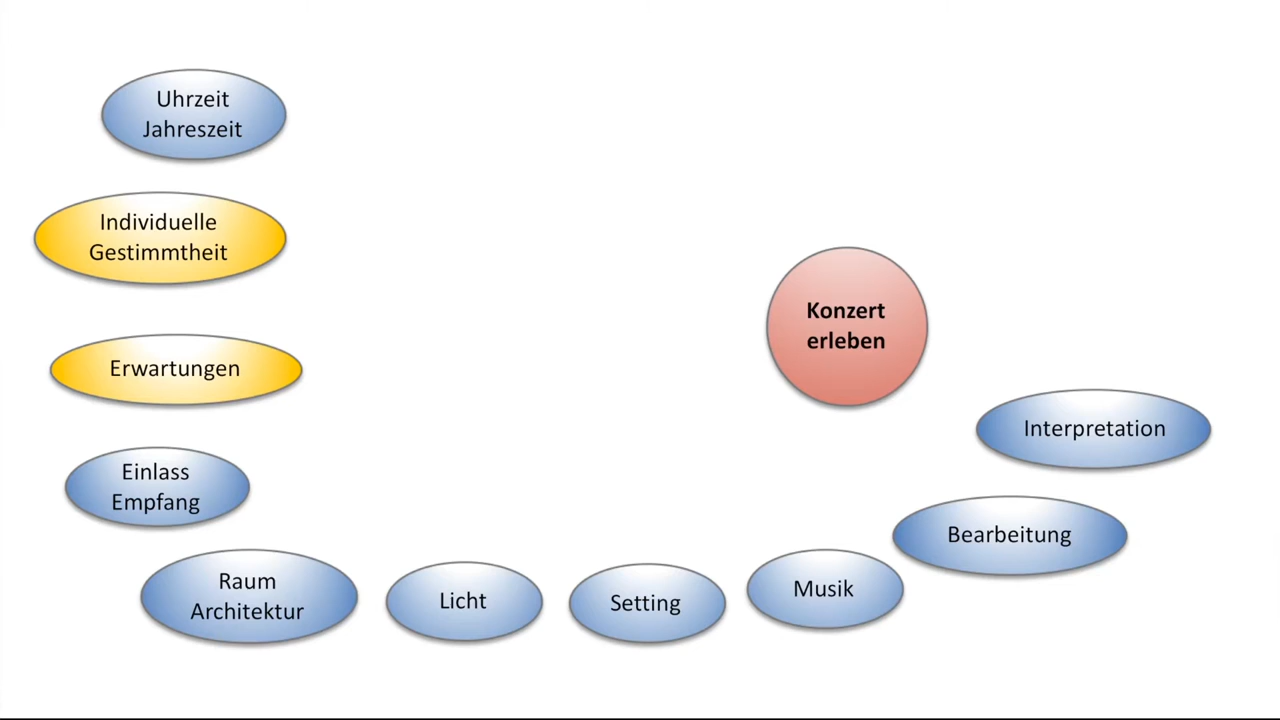 Uhrzeit
Jahreszeit
Individuelle
Gestimmtheit
Erwartungen
Einlass
Empfang
Raum
Architektur
Licht
Setting
Musik
Bearbeitung
Interpretation
Konzert
erleben